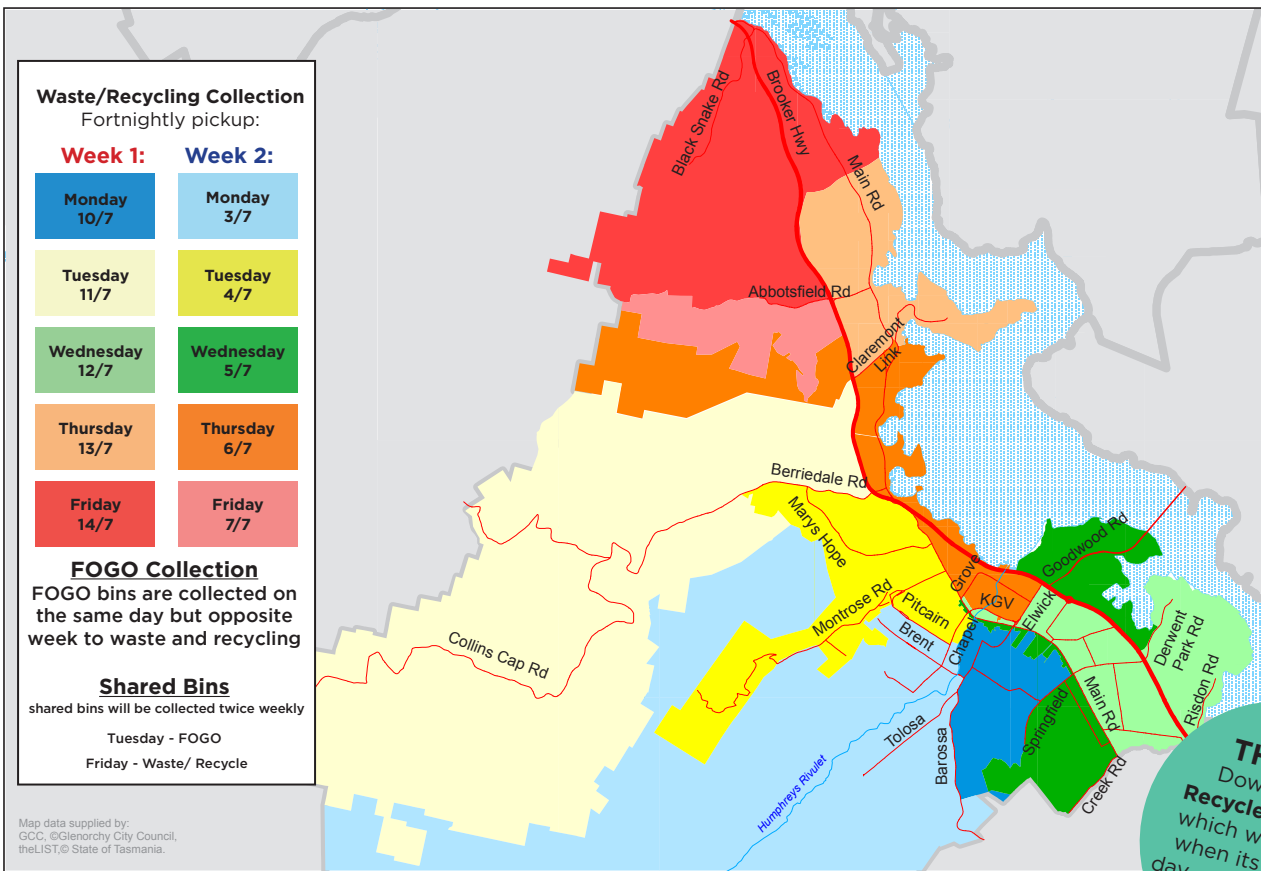 Waste/Recycling Collection
Fortnightly pickup:
Week 1:
Week 2:
Monday
10/7
Monday
3/7
Tuesday
11/7
Tuesday
4/7
Wednesday
12/7
Wednesday
5/7
Thursday
13/7
Thursday
6/7
Friday
14/7
Friday
7/7
FOGO Collection
FOGO bins are collected on
the same day but opposite
week to waste and recycling
Shared Bins
shared bins will be collected twice weekly
Tuesday - FOGO
Friday - Waste/ Recycle
Map data supplied by:
GCC, ©Glenorchy City Council,
theLIST,© State of Tasmania.
Black Snake Rd
Brooker Hwy
Main Rd
Abbotsfield Rd
Claremont
Link
Berriedale Rd
Marys Hope
Montrose Rd
Pitcairn
Brent
Chapel
Grove
KGV
Elwick
Goodwood Rd
Derwent
Park Rd
Risdon Rd
Main Rd
Springfield
Creek Rd
Barossa
Tolosa
Humphreys Rivulet
Collins Cap Rd
TH
Dow
Recycle
which w
when its
day